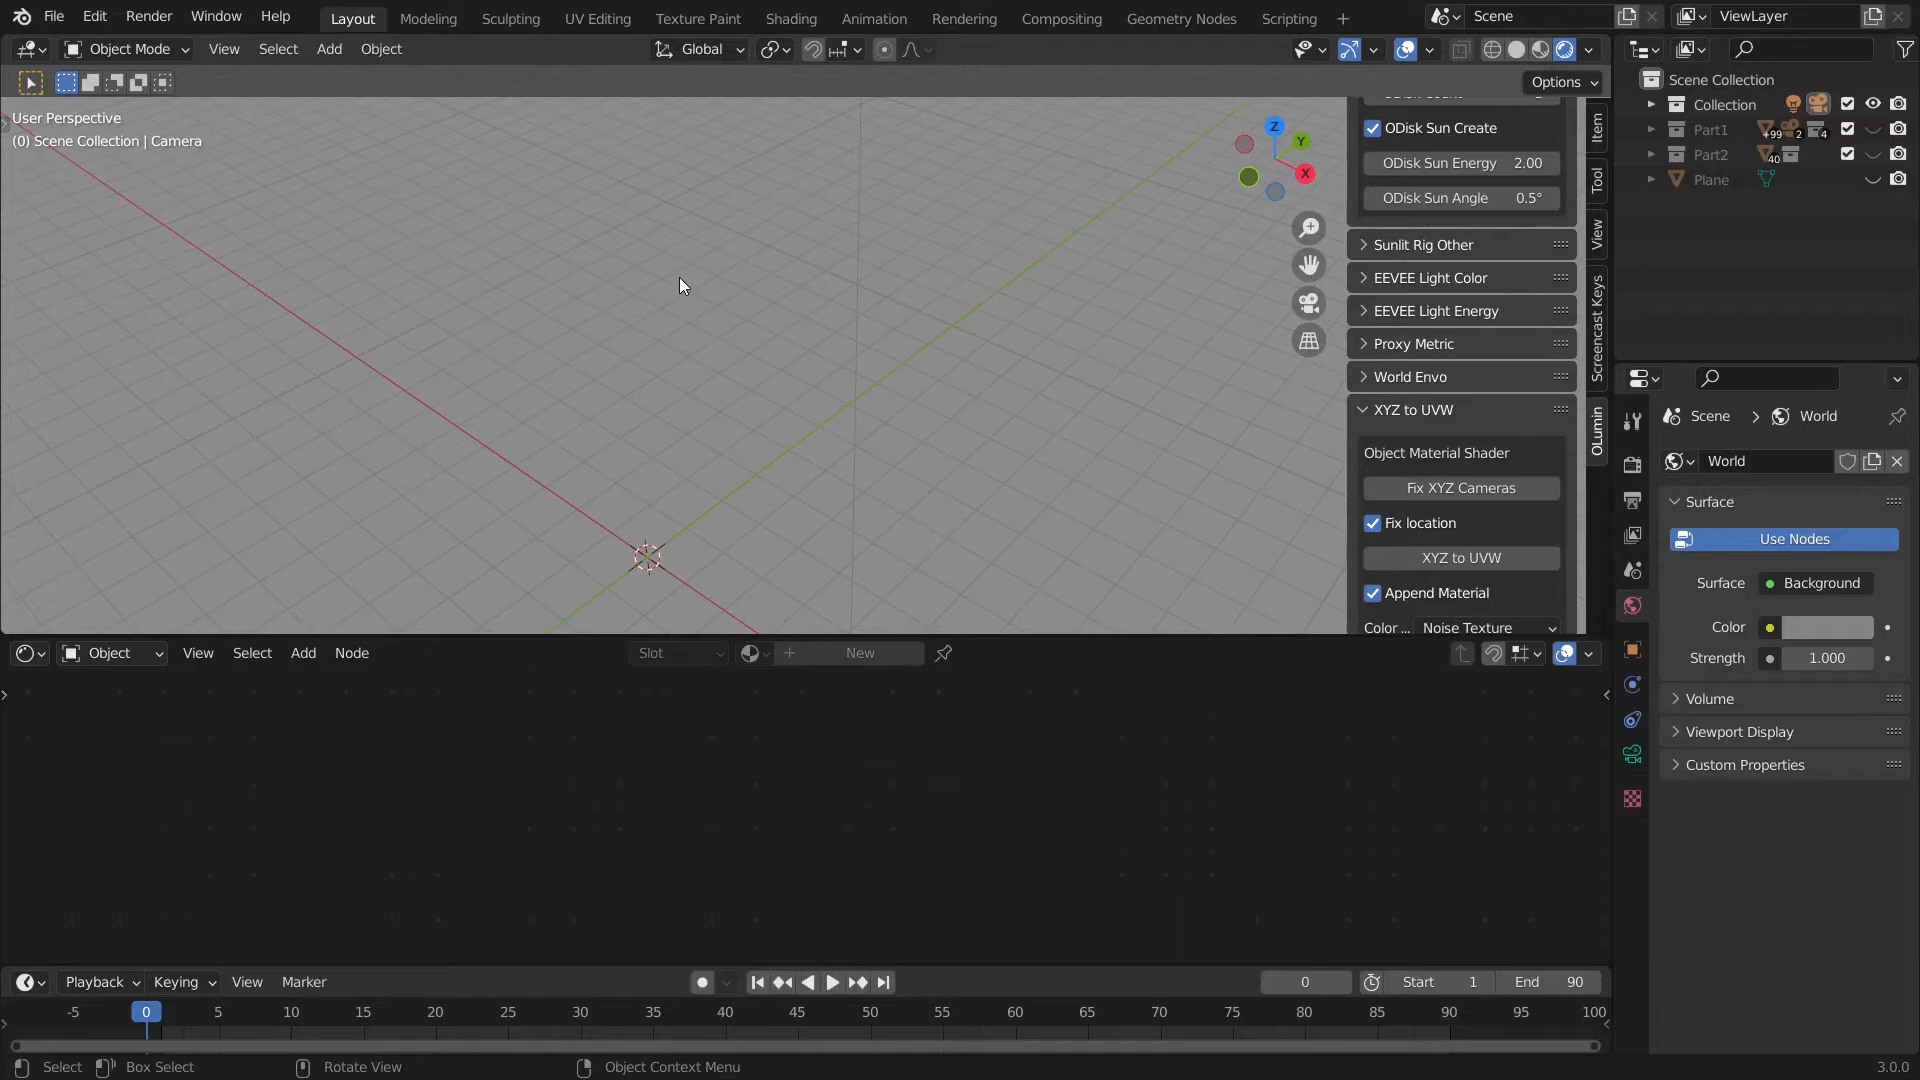 File Edit Render Window Help Layout Modeling Sculpting UV Editing Texture Paint Shading Animation Rendering Compositing Geometry Nodes Scripting + Scene ViewLayer
Object Mode View Select Add Object Global
Options
User Perspective
(0) Scene Collection | Camera
Z
Y
X
ODisk Sun Create
ODisk Sun Energy 2.00
ODisk Sun Angle 0.5°
Sunlit Rig Other
EEVEE Light Color
EEVEE Light Energy
Proxy Metric
World Envo
XYZ to UVW
Object Material Shader
Fix XYZ Cameras
Fix location
XYZ to UVW
Append Material
Color ... Noise Texture
Item
Tool
View
Screencast Keys
OLumin
Scene Collection
Collection
Part1 +99 2 4
Part2 40
Plane
Scene > World
World
Surface
Use Nodes
Surface Background
Color
Strength 1.000
Volume
Viewport Display
Custom Properties
Object View Select Add Node Slot New
Playback Keying View Marker 0 Start 1 End 90
-5 0 5 10 15 20 25 30 35 40 45 50 55 60 65 70 75 80 85 90 95 100
Select Box Select Rotate View Object Context Menu 3.0.0